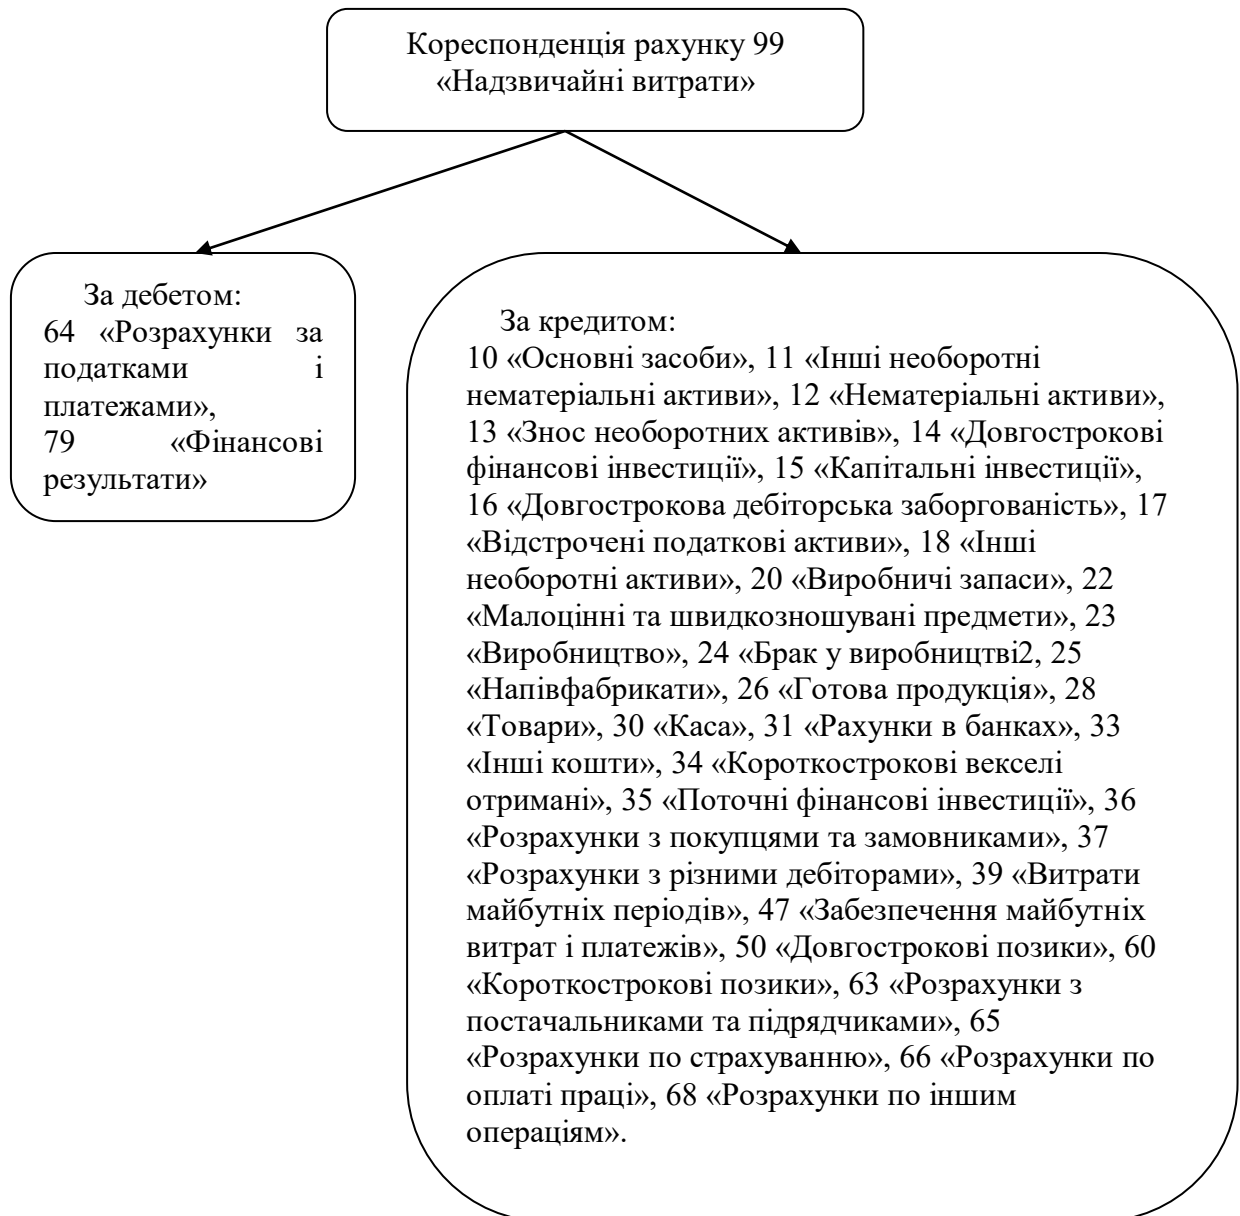 Кореспонденція рахунку 99
«Надзвичайні витрати»
За дебетом:
64 «Розрахунки за
податками і
платежами»,
79 «Фінансові
результати»
За кредитом:
10 «Основні засоби», 11 «Інші необоротні
нематеріальні активи», 12 «Нематеріальні активи»,
13 «Знос необоротних активів», 14 «Довгострокові
фінансові інвестиції», 15 «Капітальні інвестиції»,
16 «Довгострокова дебіторська заборгованість», 17
«Відстрочені податкові активи», 18 «Інші
необоротні активи», 20 «Виробничі запаси», 22
«Малоцінні та швидкозношувані предмети», 23
«Виробництво», 24 «Брак у виробництві2, 25
«Напівфабрикати», 26 «Готова продукція», 28
«Товари», 30 «Каса», 31 «Рахунки в банках», 33
«Інші кошти», 34 «Короткострокові векселі
отримані», 35 «Поточні фінансові інвестиції», 36
«Розрахунки з покупцями та замовниками», 37
«Розрахунки з різними дебіторами», 39 «Витрати
майбутніх періодів», 47 «Забезпечення майбутніх
витрат і платежів», 50 «Довгострокові позики», 60
«Короткострокові позики», 63 «Розрахунки з
постачальниками та підрядчиками», 65
«Розрахунки по страхуванню», 66 «Розрахунки по
оплаті праці», 68 «Розрахунки по іншим
операціям».